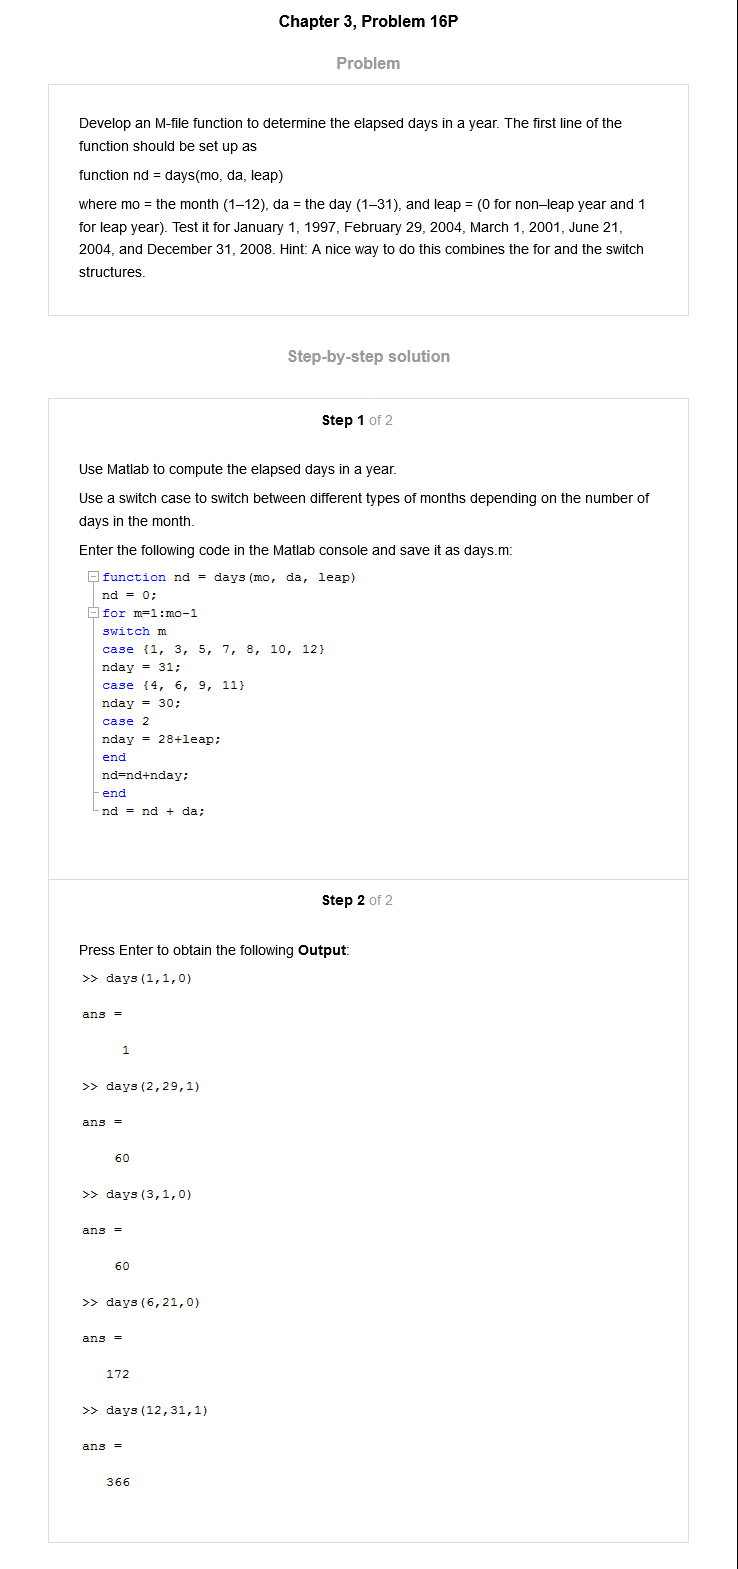 Chapter 3, Problem 16P
Problem
Develop an M-file function to determine the elapsed days in a year. The first line of the
function should be set up as
function nd = days(mo, da, leap)
where mo = the month (1–12), da = the day (1–31), and leap = (0 for non–leap year and 1
for leap year). Test it for January 1, 1997, February 29, 2004, March 1, 2001, June 21,
2004, and December 31, 2008. Hint: A nice way to do this combines the for and the switch
structures.
Step-by-step solution
Step 1 of 2
Use Matlab to compute the elapsed days in a year.
Use a switch case to switch between different types of months depending on the number of
days in the month.
Enter the following code in the Matlab console and save it as days.m:
function nd = days(mo, da, leap)
nd = 0;
for m=1:mo-1
switch m
case {1, 3, 5, 7, 8, 10, 12}
nday = 31;
case {4, 6, 9, 11}
nday = 30;
case 2
nday = 28+leap;
end
nd=nd+nday;
end
nd = nd + da;
Step 2 of 2
Press Enter to obtain the following Output:
>> days(1,1,0)
ans =
1
>> days(2,29,1)
ans =
60
>> days(3,1,0)
ans =
60
>> days(6,21,0)
ans =
172
>> days(12,31,1)
ans =
366